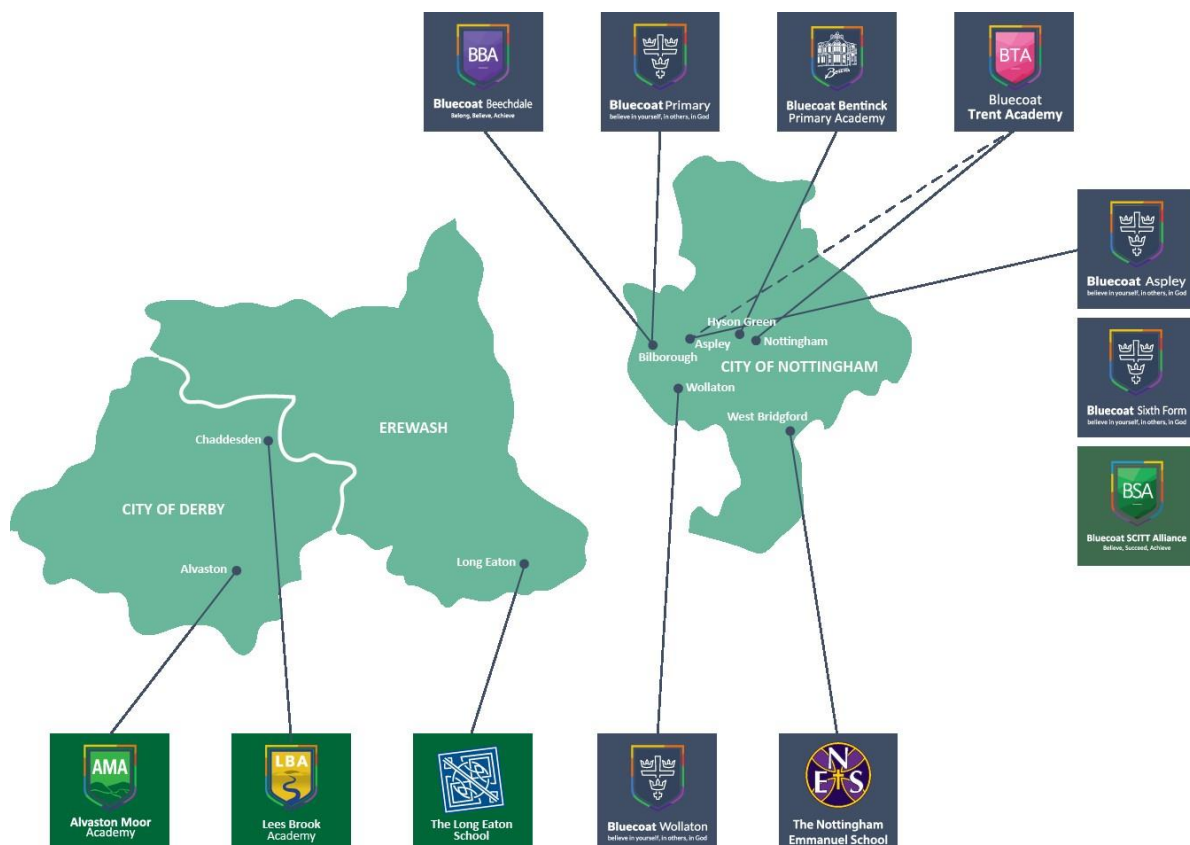 BBA
Bluecoat Beechdale
Belong, Believe, Achieve
Bluecoat Primary
believe in yourself, in others, in God
Bluecoat Bentinck
Primary Academy
BTA
Bluecoat
Trent Academy
Bluecoat Aspley
believe in yourself, in others, in God
Bluecoat Sixth Form
believe in yourself, in others, in God
BSA
Bluecoat SCITT Alliance
Believe, Succeed, Achieve
Hyson Green
Aspley
Nottingham
Bilborough
CITY OF NOTTINGHAM
Wollaton
West Bridgford
EREWASH
Chaddesden
CITY OF DERBY
Alvaston
Long Eaton
AMA
Alvaston Moor
Academy
LBA
Lees Brook
Academy
The Long Eaton
School
Bluecoat Wollaton
believe in yourself, in others, in God
N
E S
The Nottingham
Emmanuel School